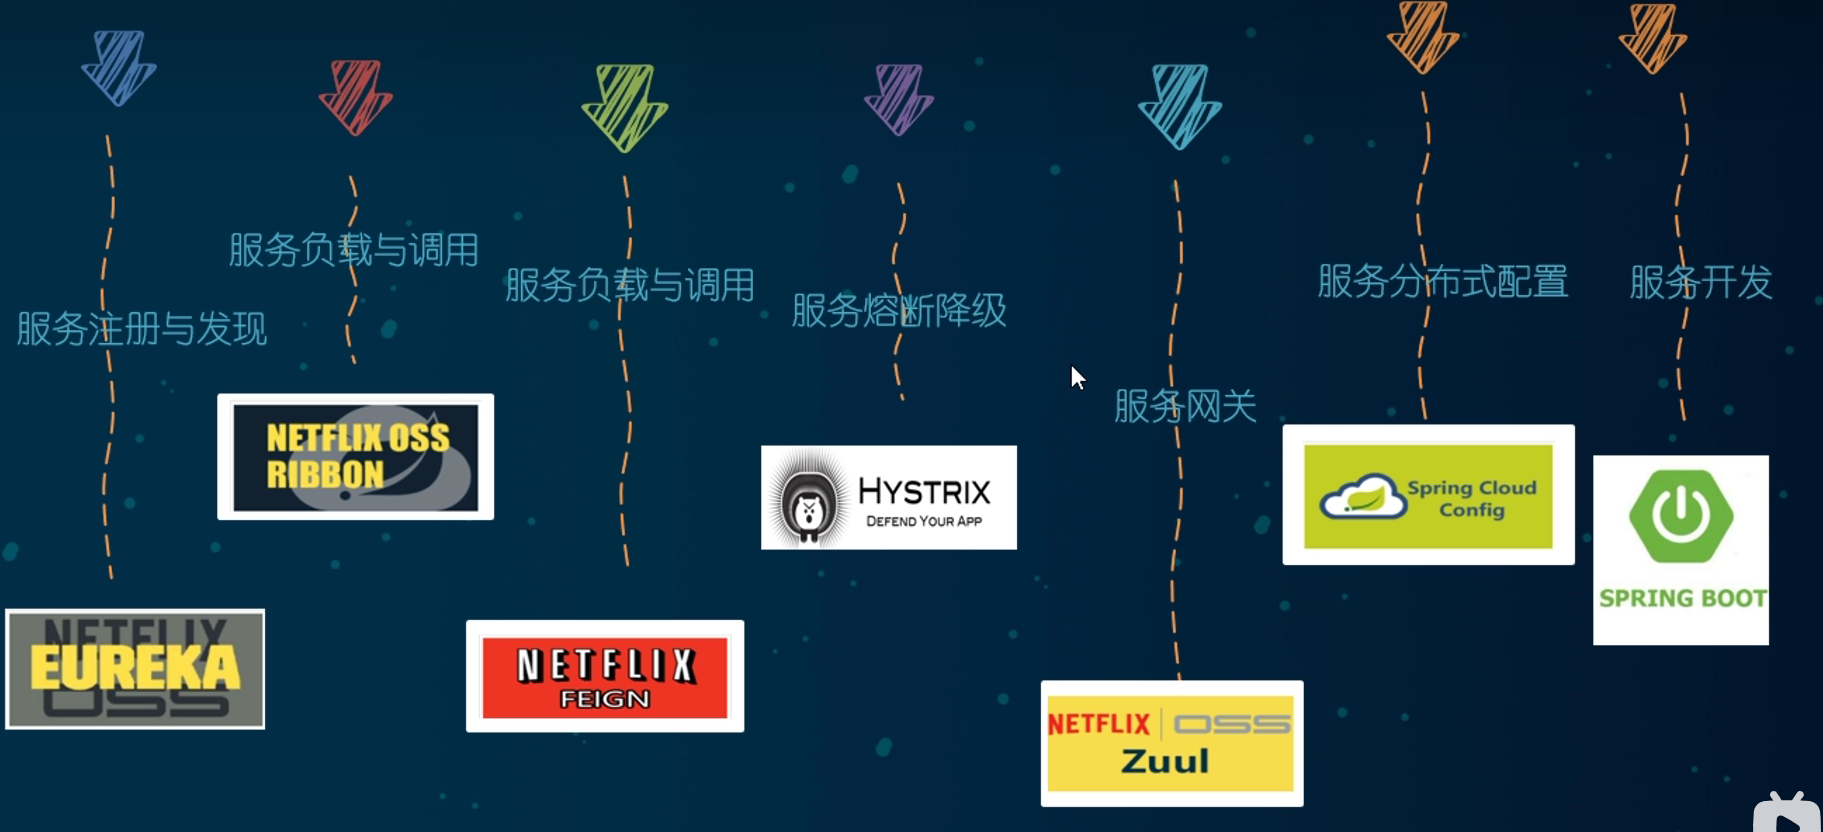 服务注册与发现
NETFLIX
EUREKA
OSS
服务负载与调用
NETFLIX OSS
RIBBON
服务负载与调用
NETFLIX
FEIGN
服务熔断降级
HYSTRIX
DEFEND YOUR APP
服务网关
NETFLIX | OSS
Zuul
服务分布式配置
Spring Cloud
Config
服务开发
SPRING BOOT